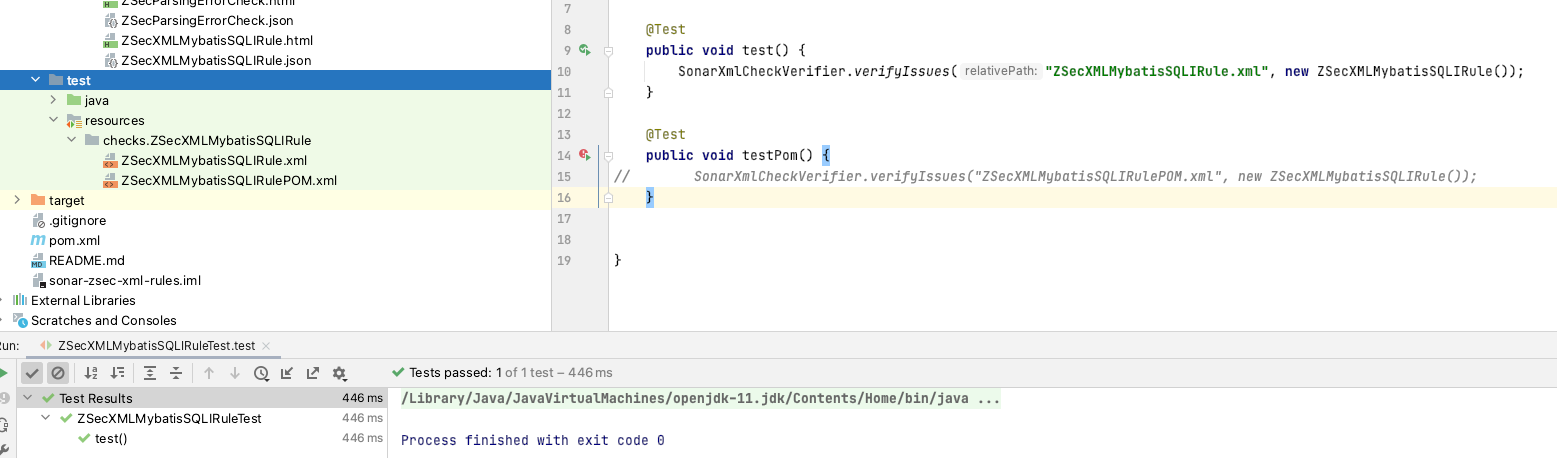 ZSecParsingErrorCheck.html
ZSecParsingErrorCheck.json
ZSecXMLMybatisSQLIRule.html
ZSecXMLMybatisSQLIRule.json
test
java
resources
checks.ZSecXMLMybatisSQLIRule
ZSecXMLMybatisSQLIRule.xml
ZSecXMLMybatisSQLIRulePOM.xml
target
.gitignore
pom.xml
README.md
sonar-zsec-xml-rules.iml
External Libraries
Scratches and Consoles
7
8 @Test
9 public void test() {
10 SonarXmlCheckVerifier.verifyIssues( relativePath: "ZSecXMLMybatisSQLIRule.xml", new ZSecXMLMybatisSQLIRule());
11 }
12
13 @Test
14 public void testPom() {
15 // SonarXmlCheckVerifier.verifyIssues("ZSecXMLMybatisSQLIRulePOM.xml", new ZSecXMLMybatisSQLIRule());
16 }
17
18
19 }
Run: ZSecXMLMybatisSQLIRuleTest.test
Tests passed: 1 of 1 test – 446 ms
Test Results 446 ms
ZSecXMLMybatisSQLIRuleTest 446 ms
test() 446 ms
/Library/Java/JavaVirtualMachines/openjdk-11.jdk/Contents/Home/bin/java ...
Process finished with exit code 0